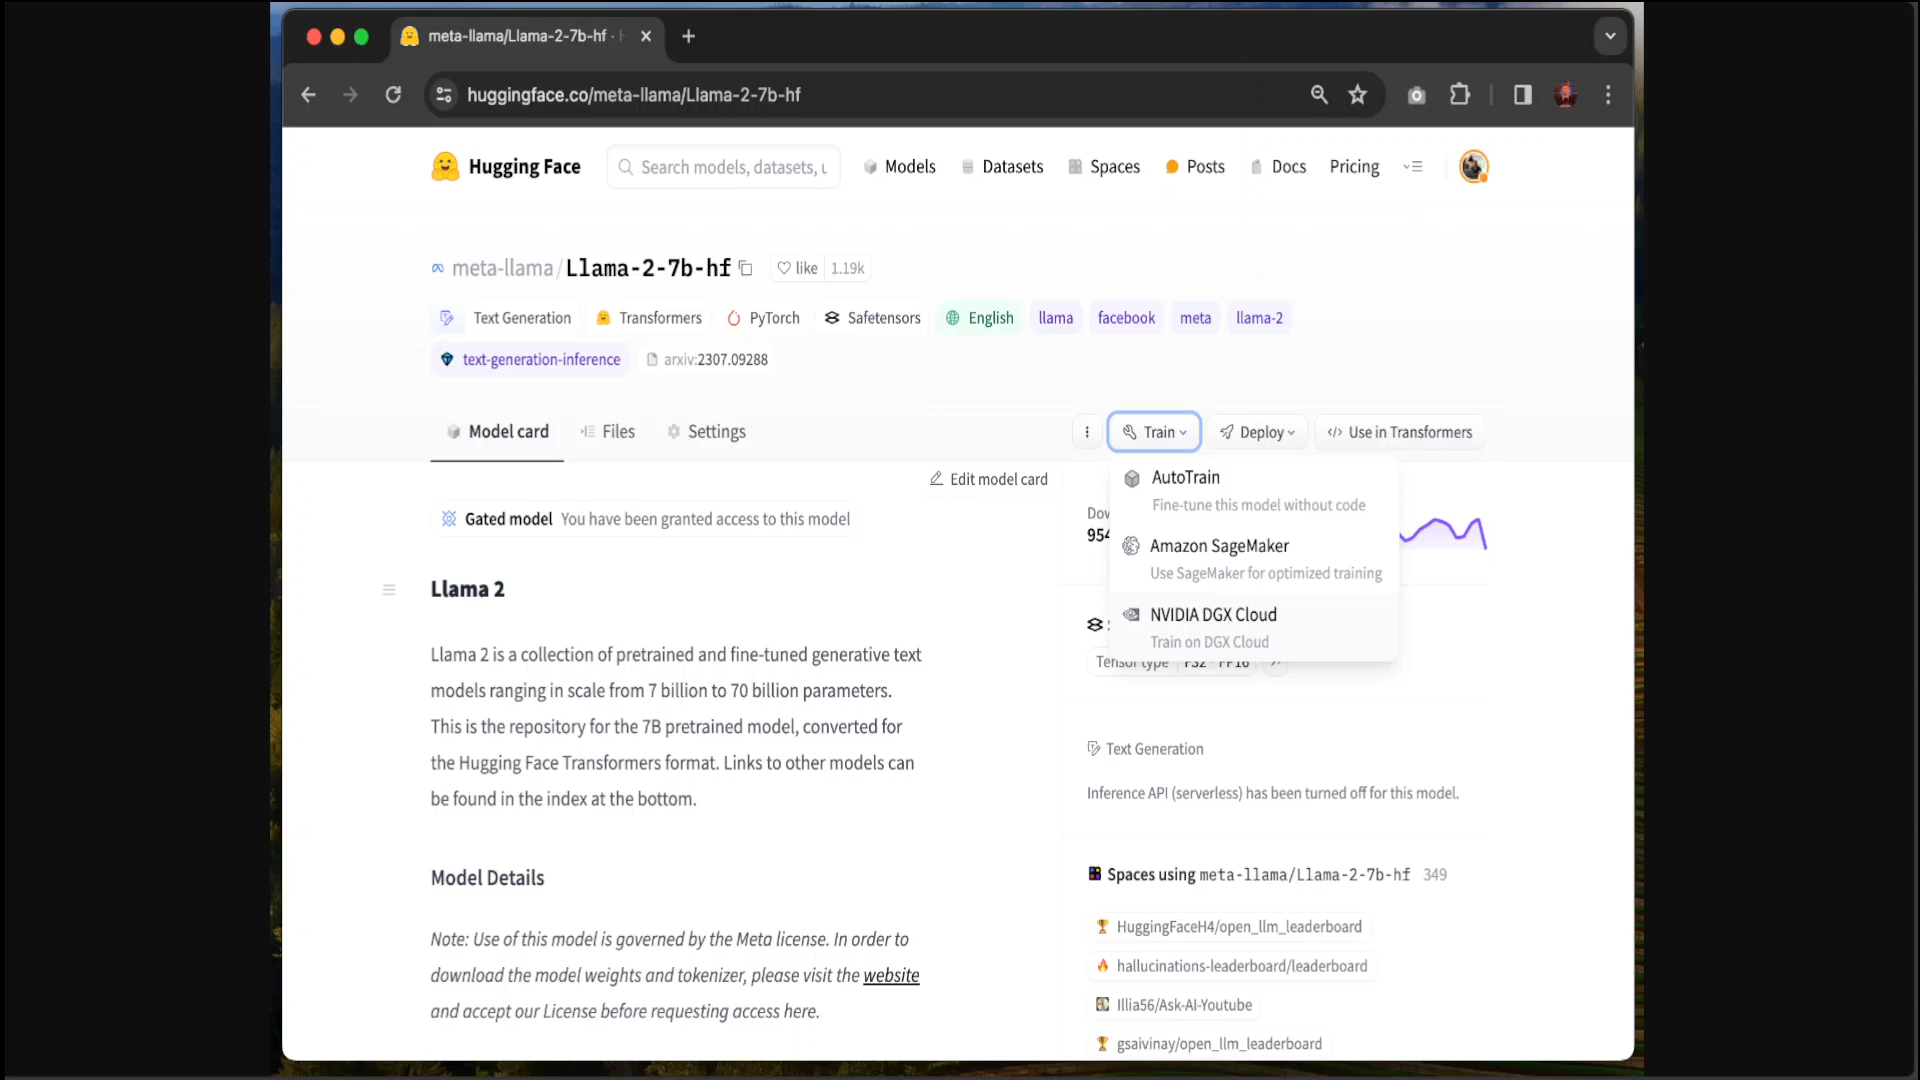 meta-llama/Llama-2-7b-hf ·
huggingface.co/meta-llama/Llama-2-7b-hf
Hugging Face
Search models, datasets, u
Models
Datasets
Spaces
Posts
Docs
Pricing
meta-llama/Llama-2-7b-hf
like 1.19k
Text Generation
Transformers
PyTorch
Safetensors
English
llama
facebook
meta
llama-2
text-generation-inference
arxiv:2307.09288
Model card
Files
Settings
Train
Deploy
Use in Transformers
Edit model card
AutoTrain
Fine-tune this model without code
Amazon SageMaker
Use SageMaker for optimized training
NVIDIA DGX Cloud
Train on DGX Cloud
Dow
954
Tensor type F32 · FP16
Gated model You have been granted access to this model
Llama 2
Llama 2 is a collection of pretrained and fine-tuned generative text
models ranging in scale from 7 billion to 70 billion parameters.
This is the repository for the 7B pretrained model, converted for
the Hugging Face Transformers format. Links to other models can
be found in the index at the bottom.
Model Details
Note: Use of this model is governed by the Meta license. In order to
download the model weights and tokenizer, please visit the website
and accept our License before requesting access here.
Text Generation
Inference API (serverless) has been turned off for this model.
Spaces using meta-llama/Llama-2-7b-hf 349
HuggingFaceH4/open_llm_leaderboard
hallucinations-leaderboard/leaderboard
Illia56/Ask-AI-Youtube
gsaivinay/open_llm_leaderboard